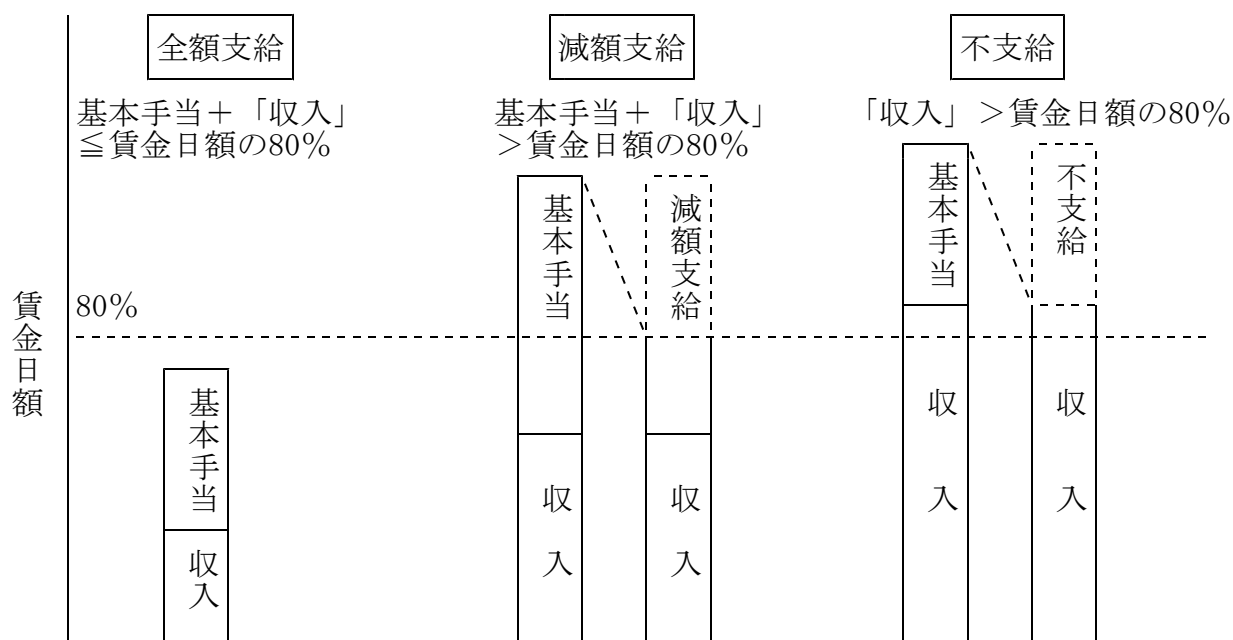 全額支給
基本手当＋「収入」
≦賃金日額の80％
減額支給
基本手当＋「収入」
＞賃金日額の80％
不支給
「収入」＞賃金日額の80％
賃金日額
80％
基本手当
収入
基本手当
収入
減額支給
収入
基本手当
収入
不支給
収入